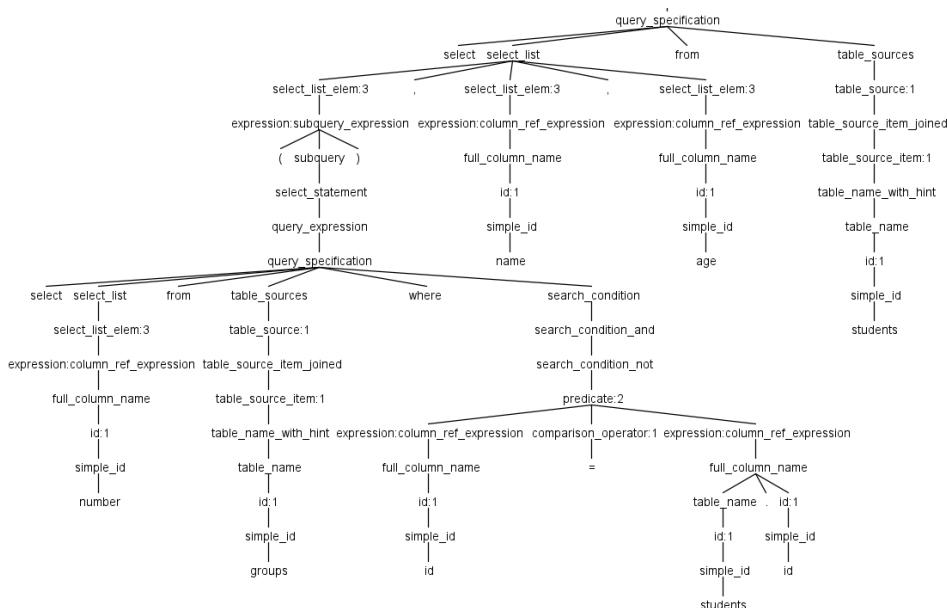 query_specification
select select_list from table_sources
select_list_elem:3 , select_list_elem:3 , select_list_elem:3 table_source:1
expression:subquery_expression expression:column_ref_expression expression:column_ref_expression table_source_item_joined
( subquery ) full_column_name full_column_name table_source_item:1
select_statement id:1 id:1 table_name_with_hint
query_expression simple_id simple_id table_name
query_specification name age id:1
select select_list from table_sources where search_condition simple_id
select_list_elem:3 table_source:1 search_condition_and students
expression:column_ref_expression table_source_item_joined search_condition_not
full_column_name table_source_item:1 predicate:2
id:1 table_name_with_hint expression:column_ref_expression comparison_operator:1 expression:column_ref_expression
simple_id table_name full_column_name = full_column_name
number id:1 id:1 table_name . id:1
simple_id simple_id id:1 simple_id
groups id simple_id id
students